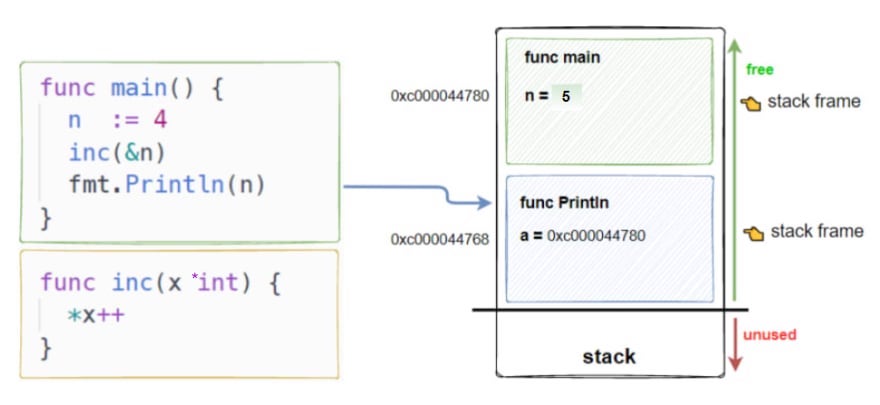 func main() {
n := 4
inc(&n)
fmt.Println(n)
}
func inc(x *int) {
*x++
}
0xc000044780
0xc000044768
func main
n = 5
func Println
a = 0xc000044780
stack
free
stack frame
stack frame
unused